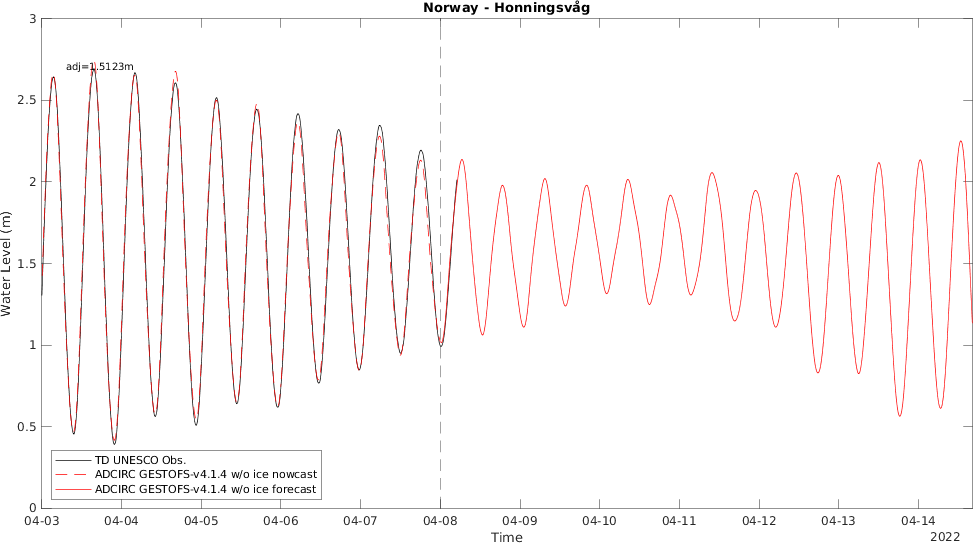 Norway - Honningsvåg
3
adj=1.5123m
2.5
2
Water Level (m)
1.5
1
0.5
TD UNESCO Obs.
ADCIRC GESTOFS-v4.1.4 w/o ice nowcast
ADCIRC GESTOFS-v4.1.4 w/o ice forecast
0
04-03 04-04 04-05 04-06 04-07 04-08 04-09 04-10 04-11 04-12 04-13 04-14
Time
2022